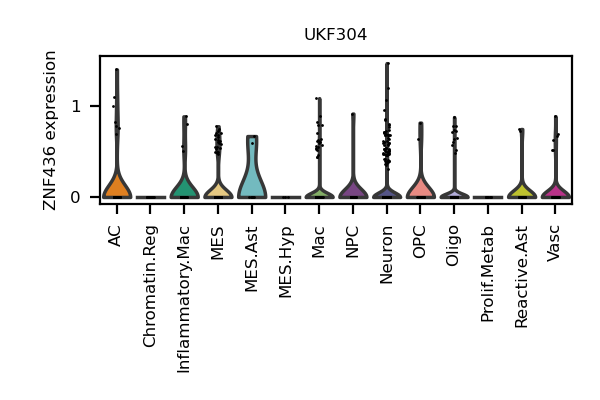 UKF304
ZNF436 expression
1
0
AC
Chromatin.Reg
Inflammatory.Mac
MES
MES.Ast
MES.Hyp
Mac
NPC
Neuron
OPC
Oligo
Prolif.Metab
Reactive.Ast
Vasc